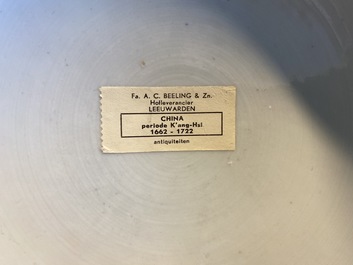 Fa. A. C. BEELING & Zn.
Hofleverancier
LEEUWARDEN
CHINA
periode K'ang-Hsi
1662 - 1722
antiquiteiten